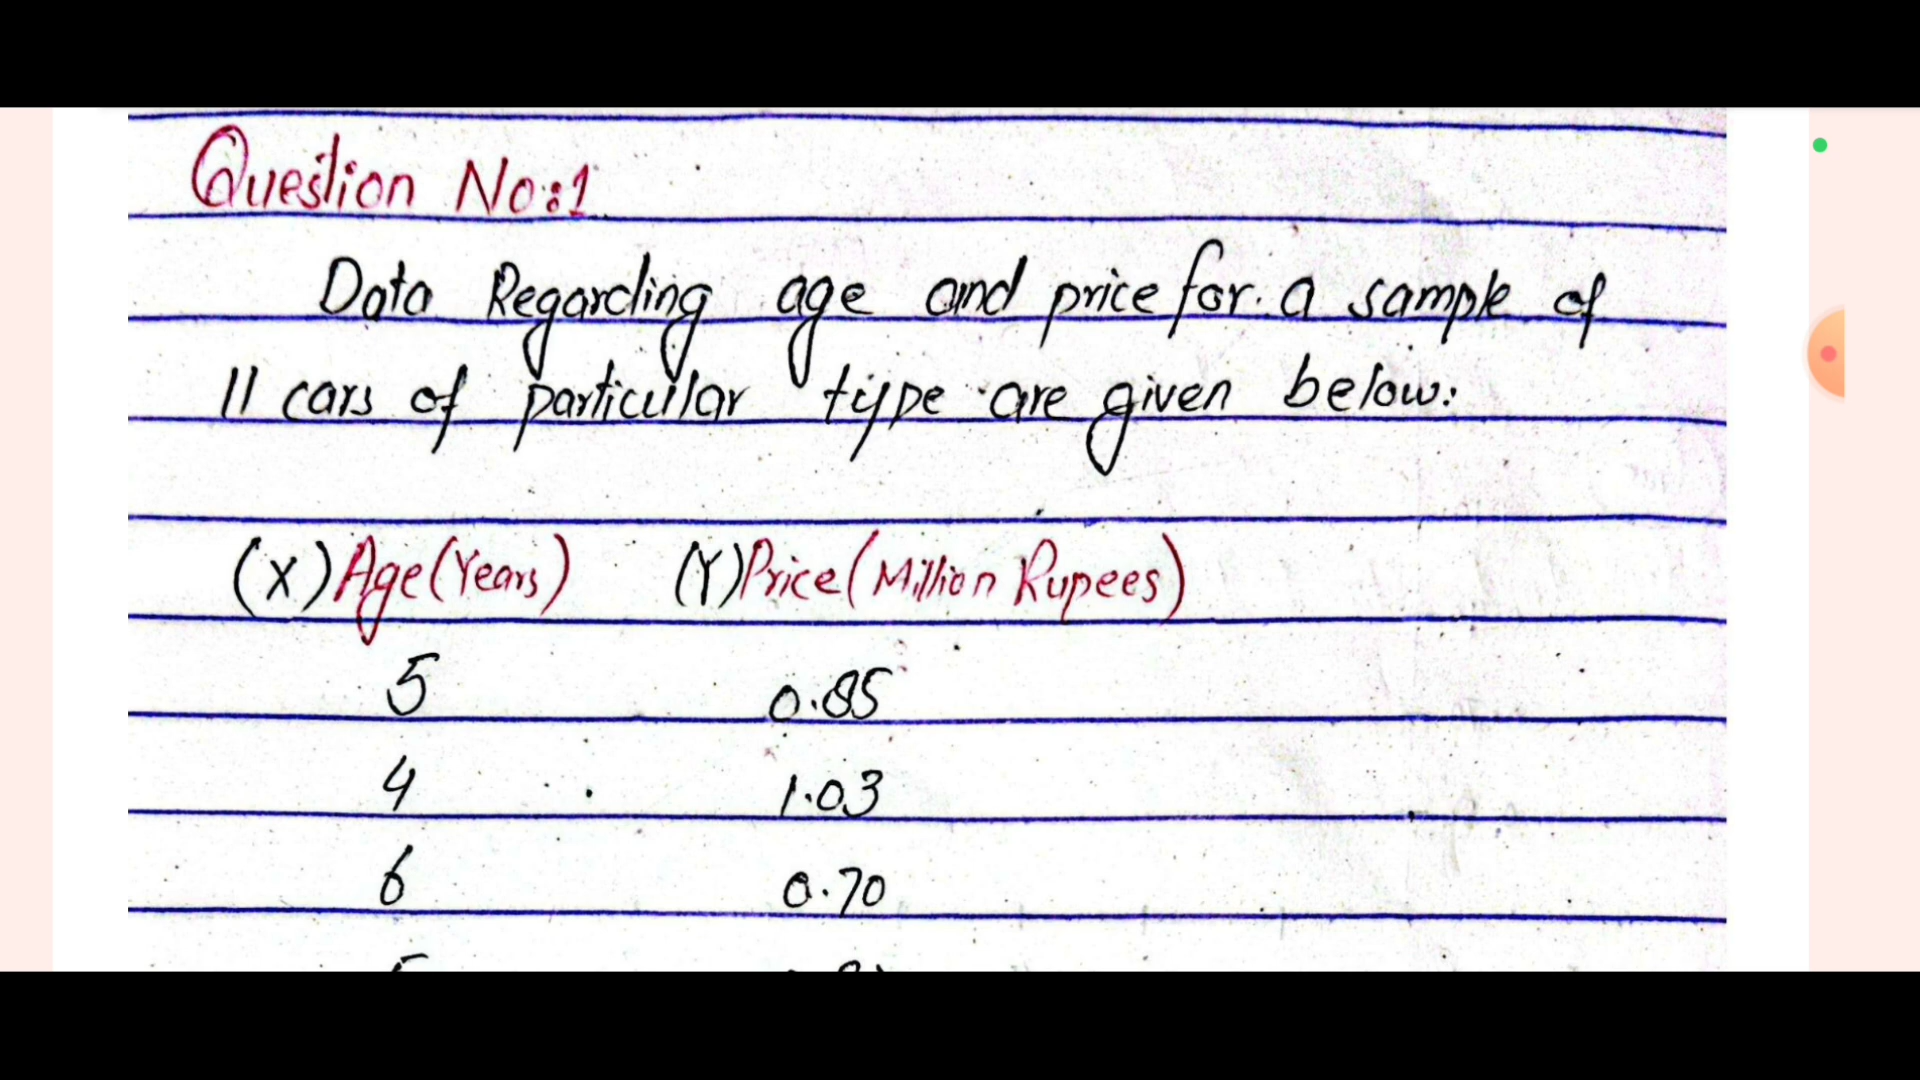 Question No:1
Data Regarding age and price for a sample of
11 cars of particular type are given below:
(X) Age (Years) (Y) Price (Million Rupees)
5 0.85
4 1.03
6 0.70